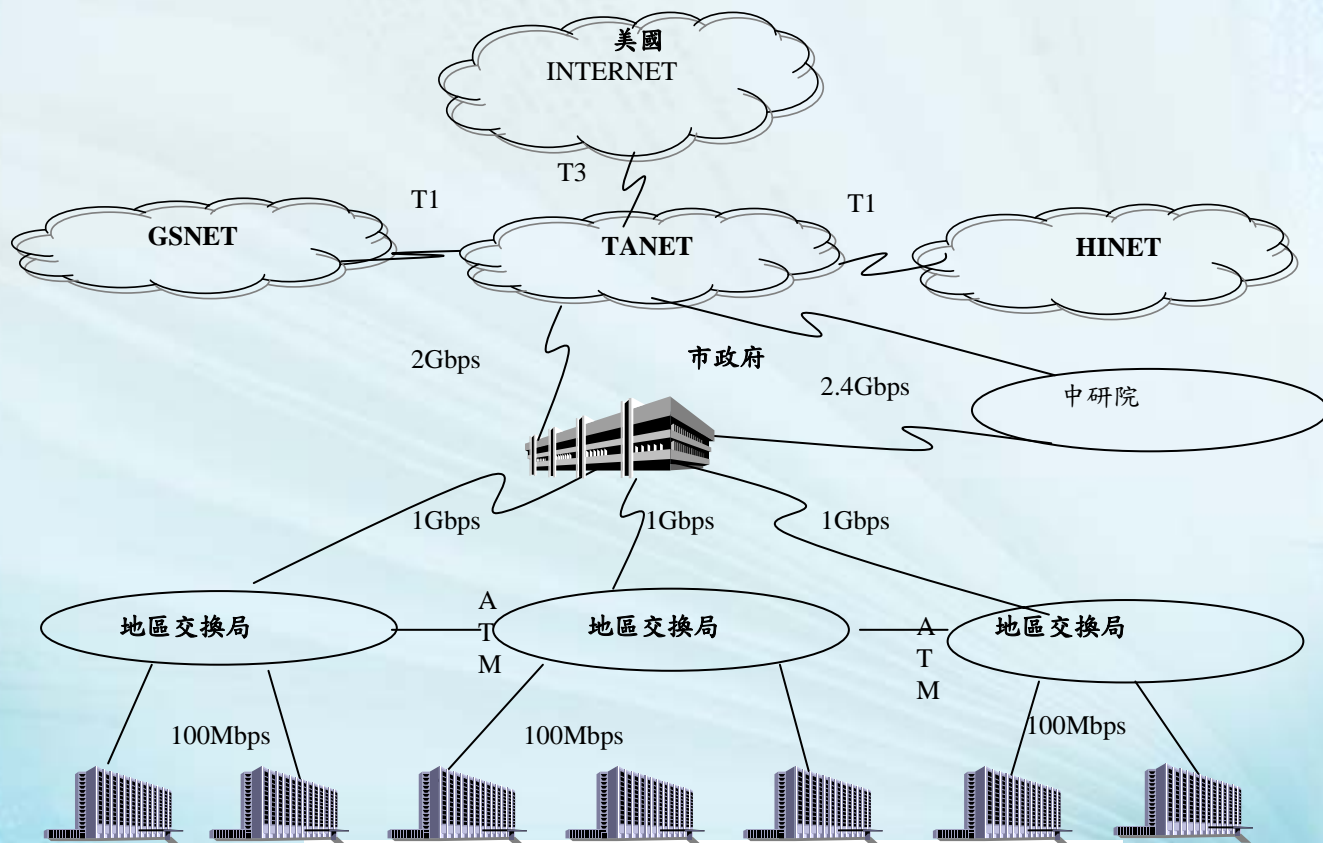 美國
INTERNET
T3
T1
T1
GSNET
TANET
HINET
2Gbps
市政府
2.4Gbps
中研院
1Gbps
1Gbps
1Gbps
地區交換局
A
T
M
地區交換局
A
T
M
地區交換局
100Mbps
100Mbps
100Mbps